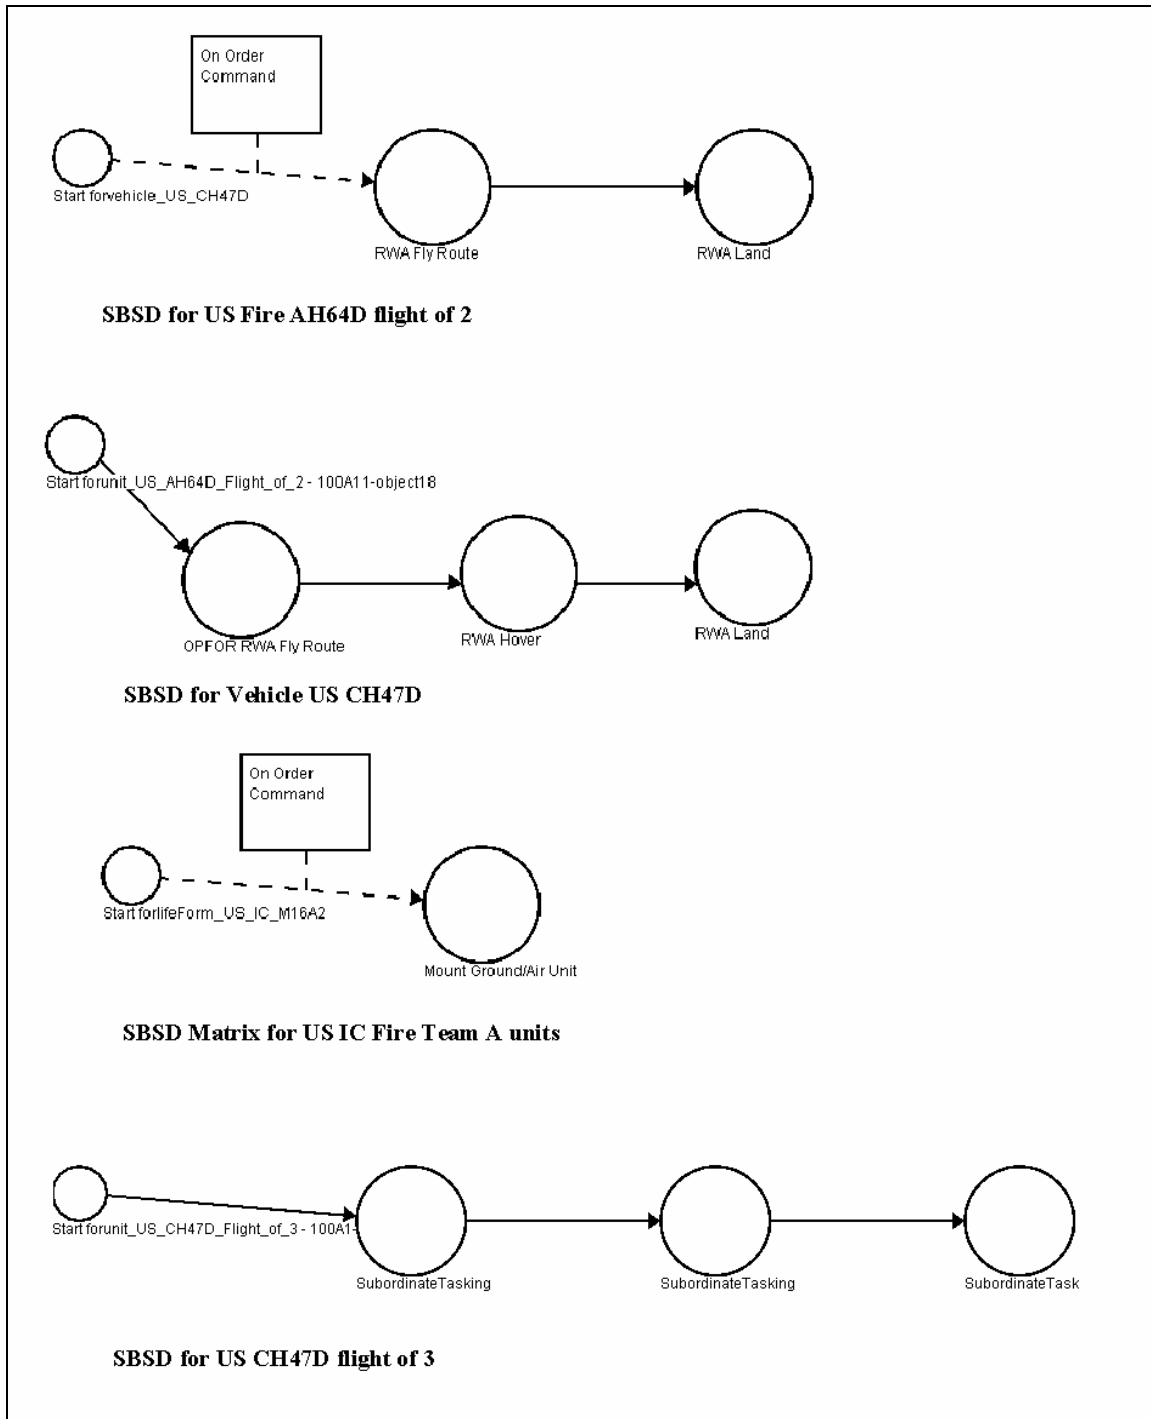 On Order
Command
Start forvehicle_US_CH47D
RWA Fly Route
RWA Land
SBSD for US Fire AH64D flight of 2
Start forunit_US_AH64D_Flight_of_2 - 100A11-object18
OPFOR RWA Fly Route
RWA Hover
RWA Land
SBSD for Vehicle US CH47D
On Order
Command
Start forlifeForm_US_IC_M16A2
Mount Ground/Air Unit
SBSD Matrix for US IC Fire Team A units
Start forunit_US_CH47D_Flight_of_3 - 100A1-
SubordinateTasking
SubordinateTasking
SubordinateTask
SBSD for US CH47D flight of 3